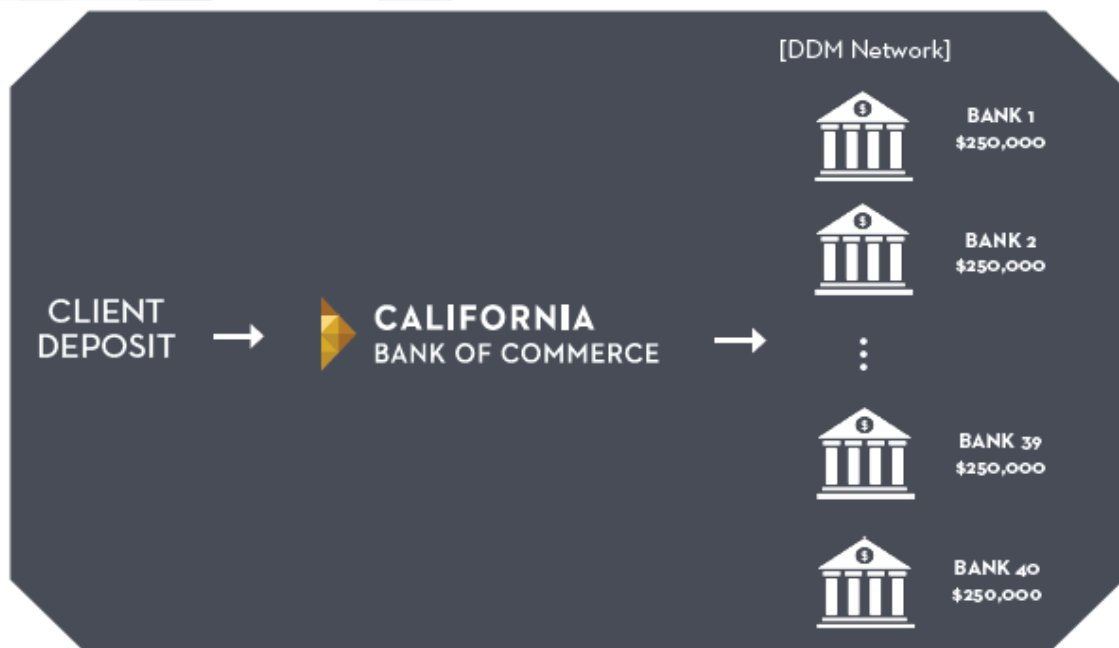 [DDM Network]
BANK 1
$250,000
BANK 2
$250,000
CLIENT
DEPOSIT
CALIFORNIA
BANK OF COMMERCE
BANK 39
$250,000
BANK 40
$250,000